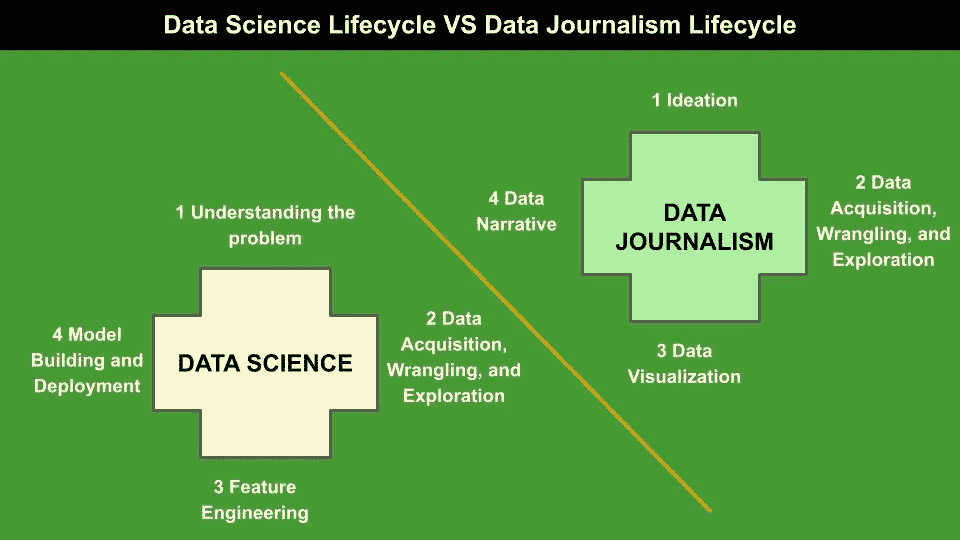 Data Science Lifecycle VS Data Journalism Lifecycle
1 Understanding the
problem
DATA SCIENCE
2 Data
Acquisition,
Wrangling, and
Exploration
3 Feature
Engineering
4 Model
Building and
Deployment
1 Ideation
DATA
JOURNALISM
2 Data
Acquisition,
Wrangling, and
Exploration
3 Data
Visualization
4 Data
Narrative